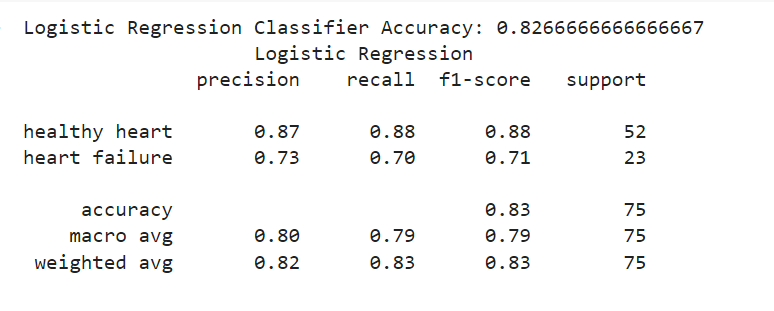 Logistic Regression Classifier Accuracy: 0.8266666666666667
Logistic Regression
precision recall f1-score support
healthy heart 0.87 0.88 0.88 52
heart failure 0.73 0.70 0.71 23
accuracy 0.83 75
macro avg 0.80 0.79 0.79 75
weighted avg 0.82 0.83 0.83 75